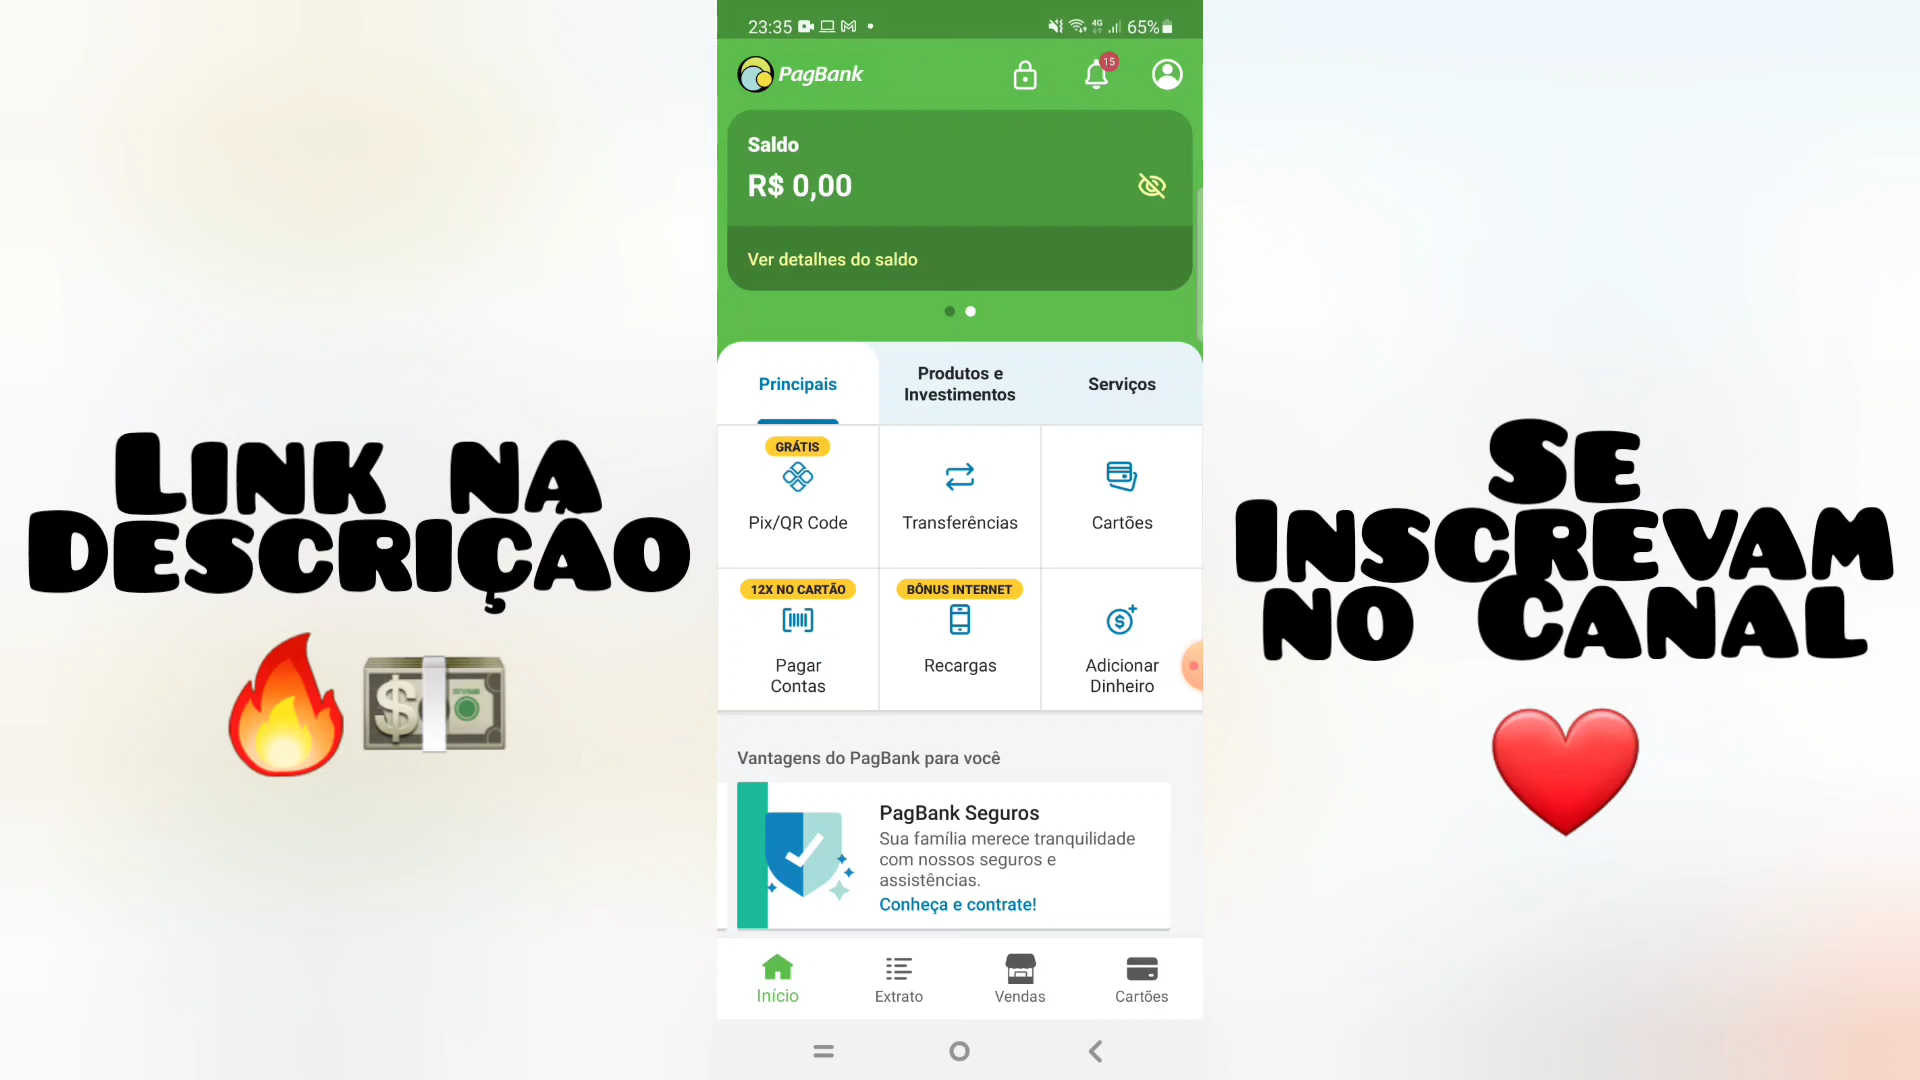 23:35
4G
65%
PagBank
15
Saldo
R$ 0,00
Ver detalhes do saldo
Principais
Produtos e
Investimentos
Serviços
GRÁTIS
Pix/QR Code
Transferências
Cartões
12X NO CARTÃO
Pagar
Contas
BÔNUS INTERNET
Recargas
Adicionar
Dinheiro
Vantagens do PagBank para você
PagBank Seguros
Sua família merece tranquilidade
com nossos seguros e
assistências.
Conheça e contrate!
Início
Extrato
Vendas
Cartões
Link na
Descrição
Se
Inscrevam
no Canal